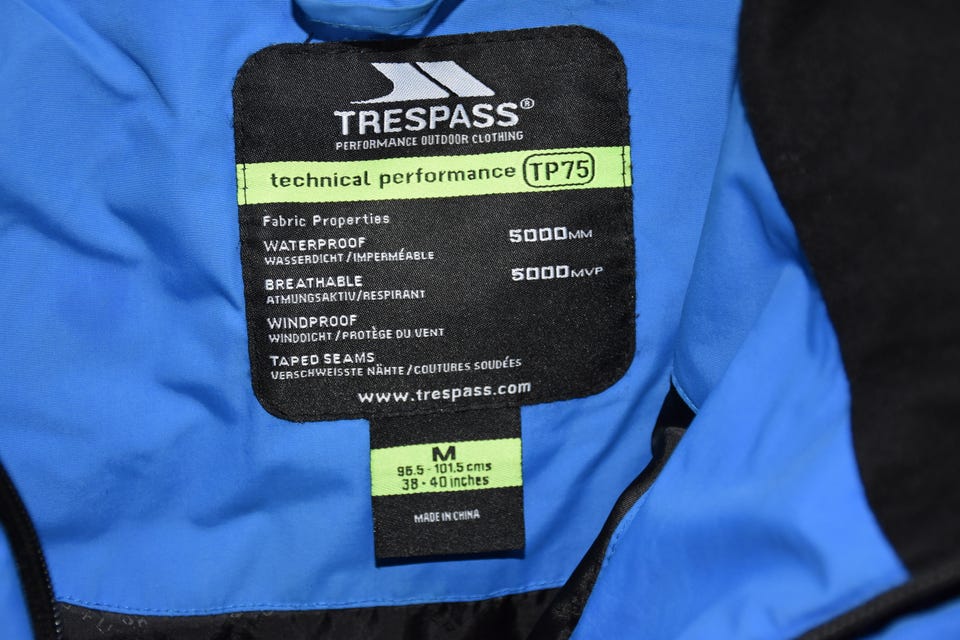 TRESPASS®
PERFORMANCE OUTDOOR CLOTHING
technical performance TP75
Fabric Properties
WATERPROOF 5000MM
WASSERDICHT/IMPERMÉABLE
BREATHABLE 5000MVP
ATMUNGSAKTIV/RESPIRANT
WINDPROOF
WINDDICHT/PROTÈGE DU VENT
TAPED SEAMS
VERSCHWEISSTE NÄHTE/COUTURES SOUDÉES
www.trespass.com
M
96.5 - 101.5 cms
38 - 40 inches
MADE IN CHINA